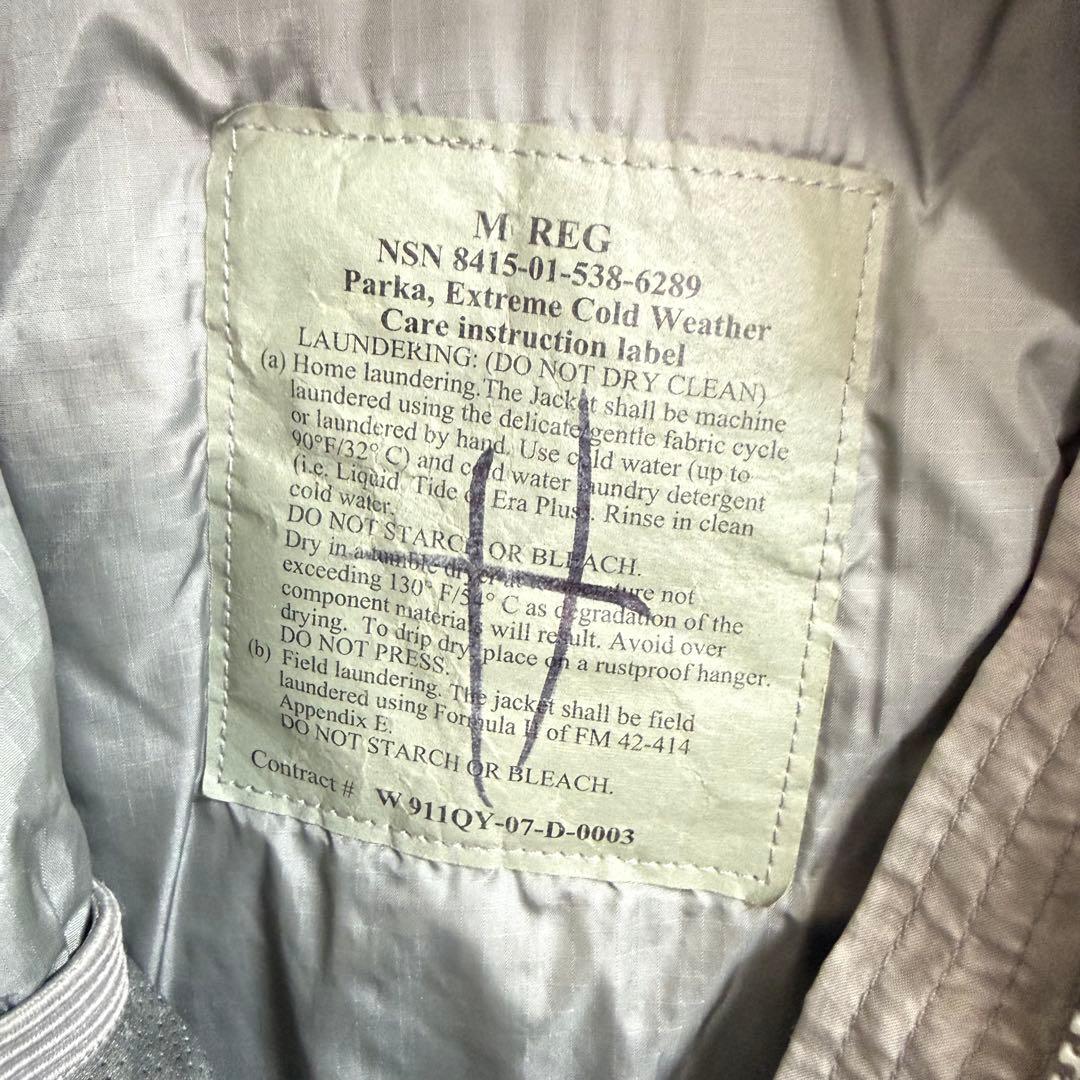 M REG
NSN 8415-01-538-6289
Parka, Extreme Cold Weather
Care instruction label
LAUNDERING: (DO NOT DRY CLEAN)
(a) Home laundering. The Jacket shall be machine
laundered using the delicate/gentle fabric cycle
or laundered by hand. Use cold water (up to
90°F/32° C) and cold water laundry detergent
(i.e. Liquid Tide or Era Plus). Rinse in clean
cold water.
DO NOT STARCH OR BLEACH.
Dry in a tumble dryer at temperature not
exceeding 130° F/54° C as degradation of the
component materials will result. Avoid over
drying. To drip dry, place on a rustproof hanger.
DO NOT PRESS.
(b) Field laundering. The jacket shall be field
laundered using Formula II of FM 42-414
Appendix E.
DO NOT STARCH OR BLEACH.
Contract # W911QY-07-D-0003